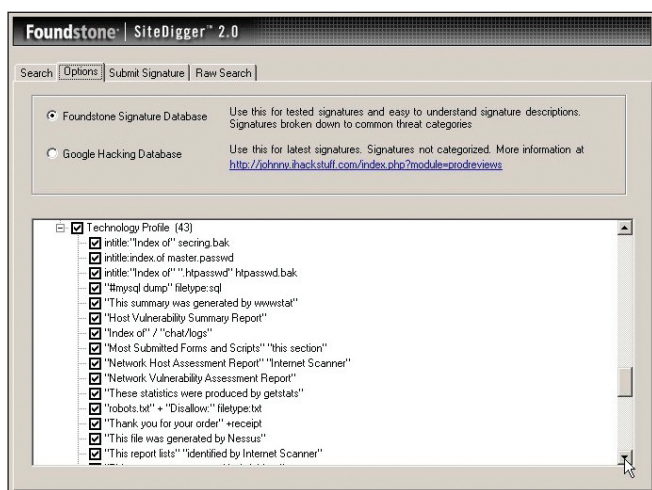 Foundstone | SiteDigger™ 2.0
Search Options Submit Signature Raw Search
Foundstone Signature Database
Use this for tested signatures and easy to understand signature descriptions.
Signatures broken down to common threat categories
Google Hacking Database
Use this for latest signatures. Signatures not categorized. More information at
http://johnny.ihackstuff.com/index.php?module=prodreviews
Technology Profile (43)
intitle:"Index of" secring.bak
intitle:index.of master.passwd
intitle:"Index of" ".htpasswd" htpasswd.bak
"#mysql dump" filetype:sql
"This summary was generated by wwwstat"
"Host Vulnerability Summary Report"
"Index of" / "chat/logs"
"Most Submitted Forms and Scripts" "this section"
"Network Host Assessment Report" "Internet Scanner"
"Network Vulnerability Assessment Report"
"These statistics were produced by getstats"
"robots.txt" + "Disallow:" filetype:txt
"Thank you for your order" +receipt
"This file was generated by Nessus"
"This report lists" "identified by Internet Scanner"